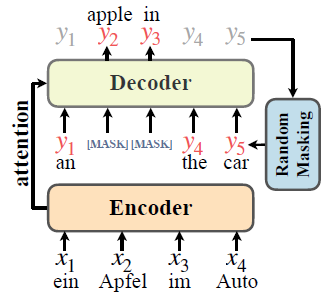 apple in
y1 y2 y3 y4 y5
Decoder
attention
Random Masking
y1 [MASK] [MASK] y4 y5
an the car
Encoder
x1 x2 x3 x4
ein Apfel im Auto